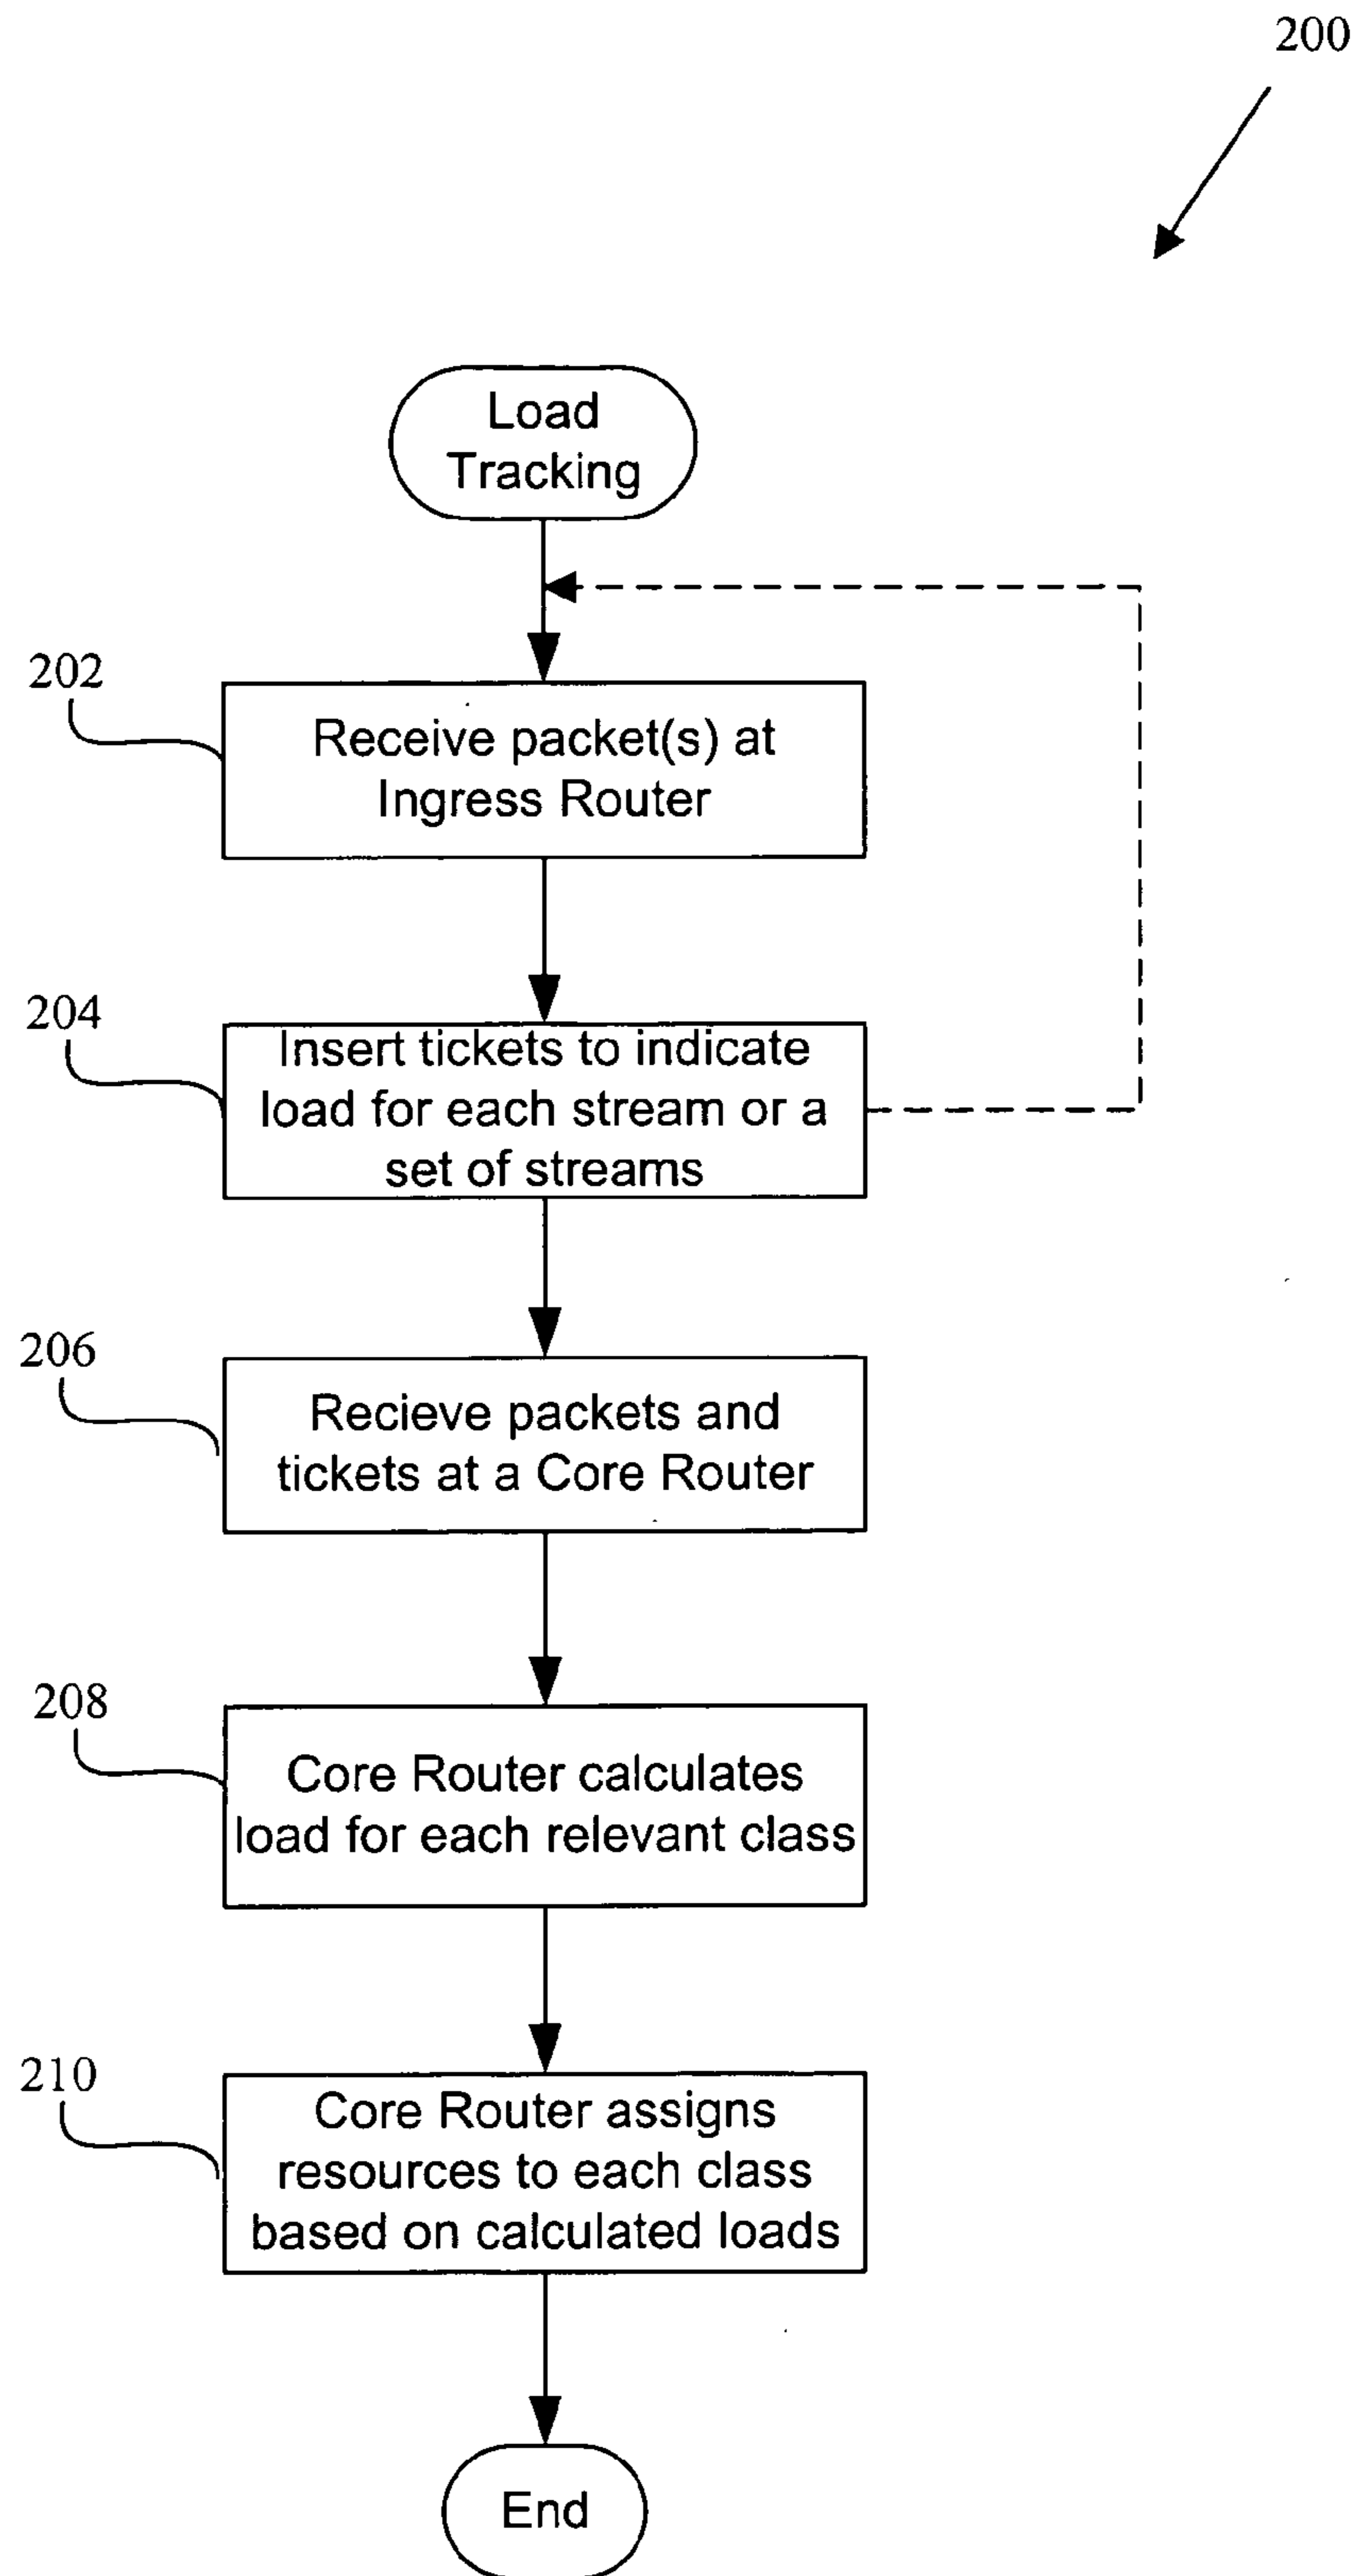 200
Load
Tracking
202
Receive packet(s) at
Ingress Router
204
Insert tickets to indicate
load for each stream or a
set of streams
206
Recieve packets and
tickets at a Core Router
208
Core Router calculates
load for each relevant class
210
Core Router assigns
resources to each class
based on calculated loads
End